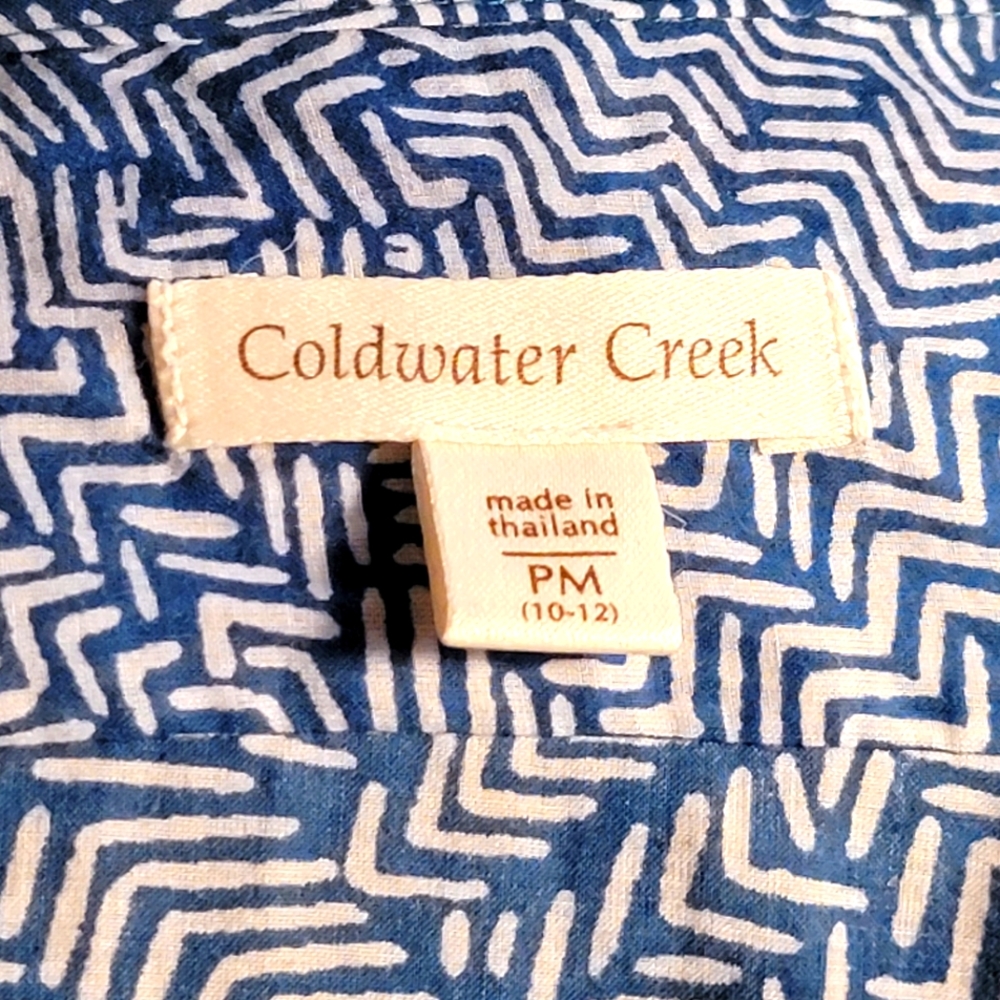 Coldwater Creek
made in
thailand
PM
(10-12)